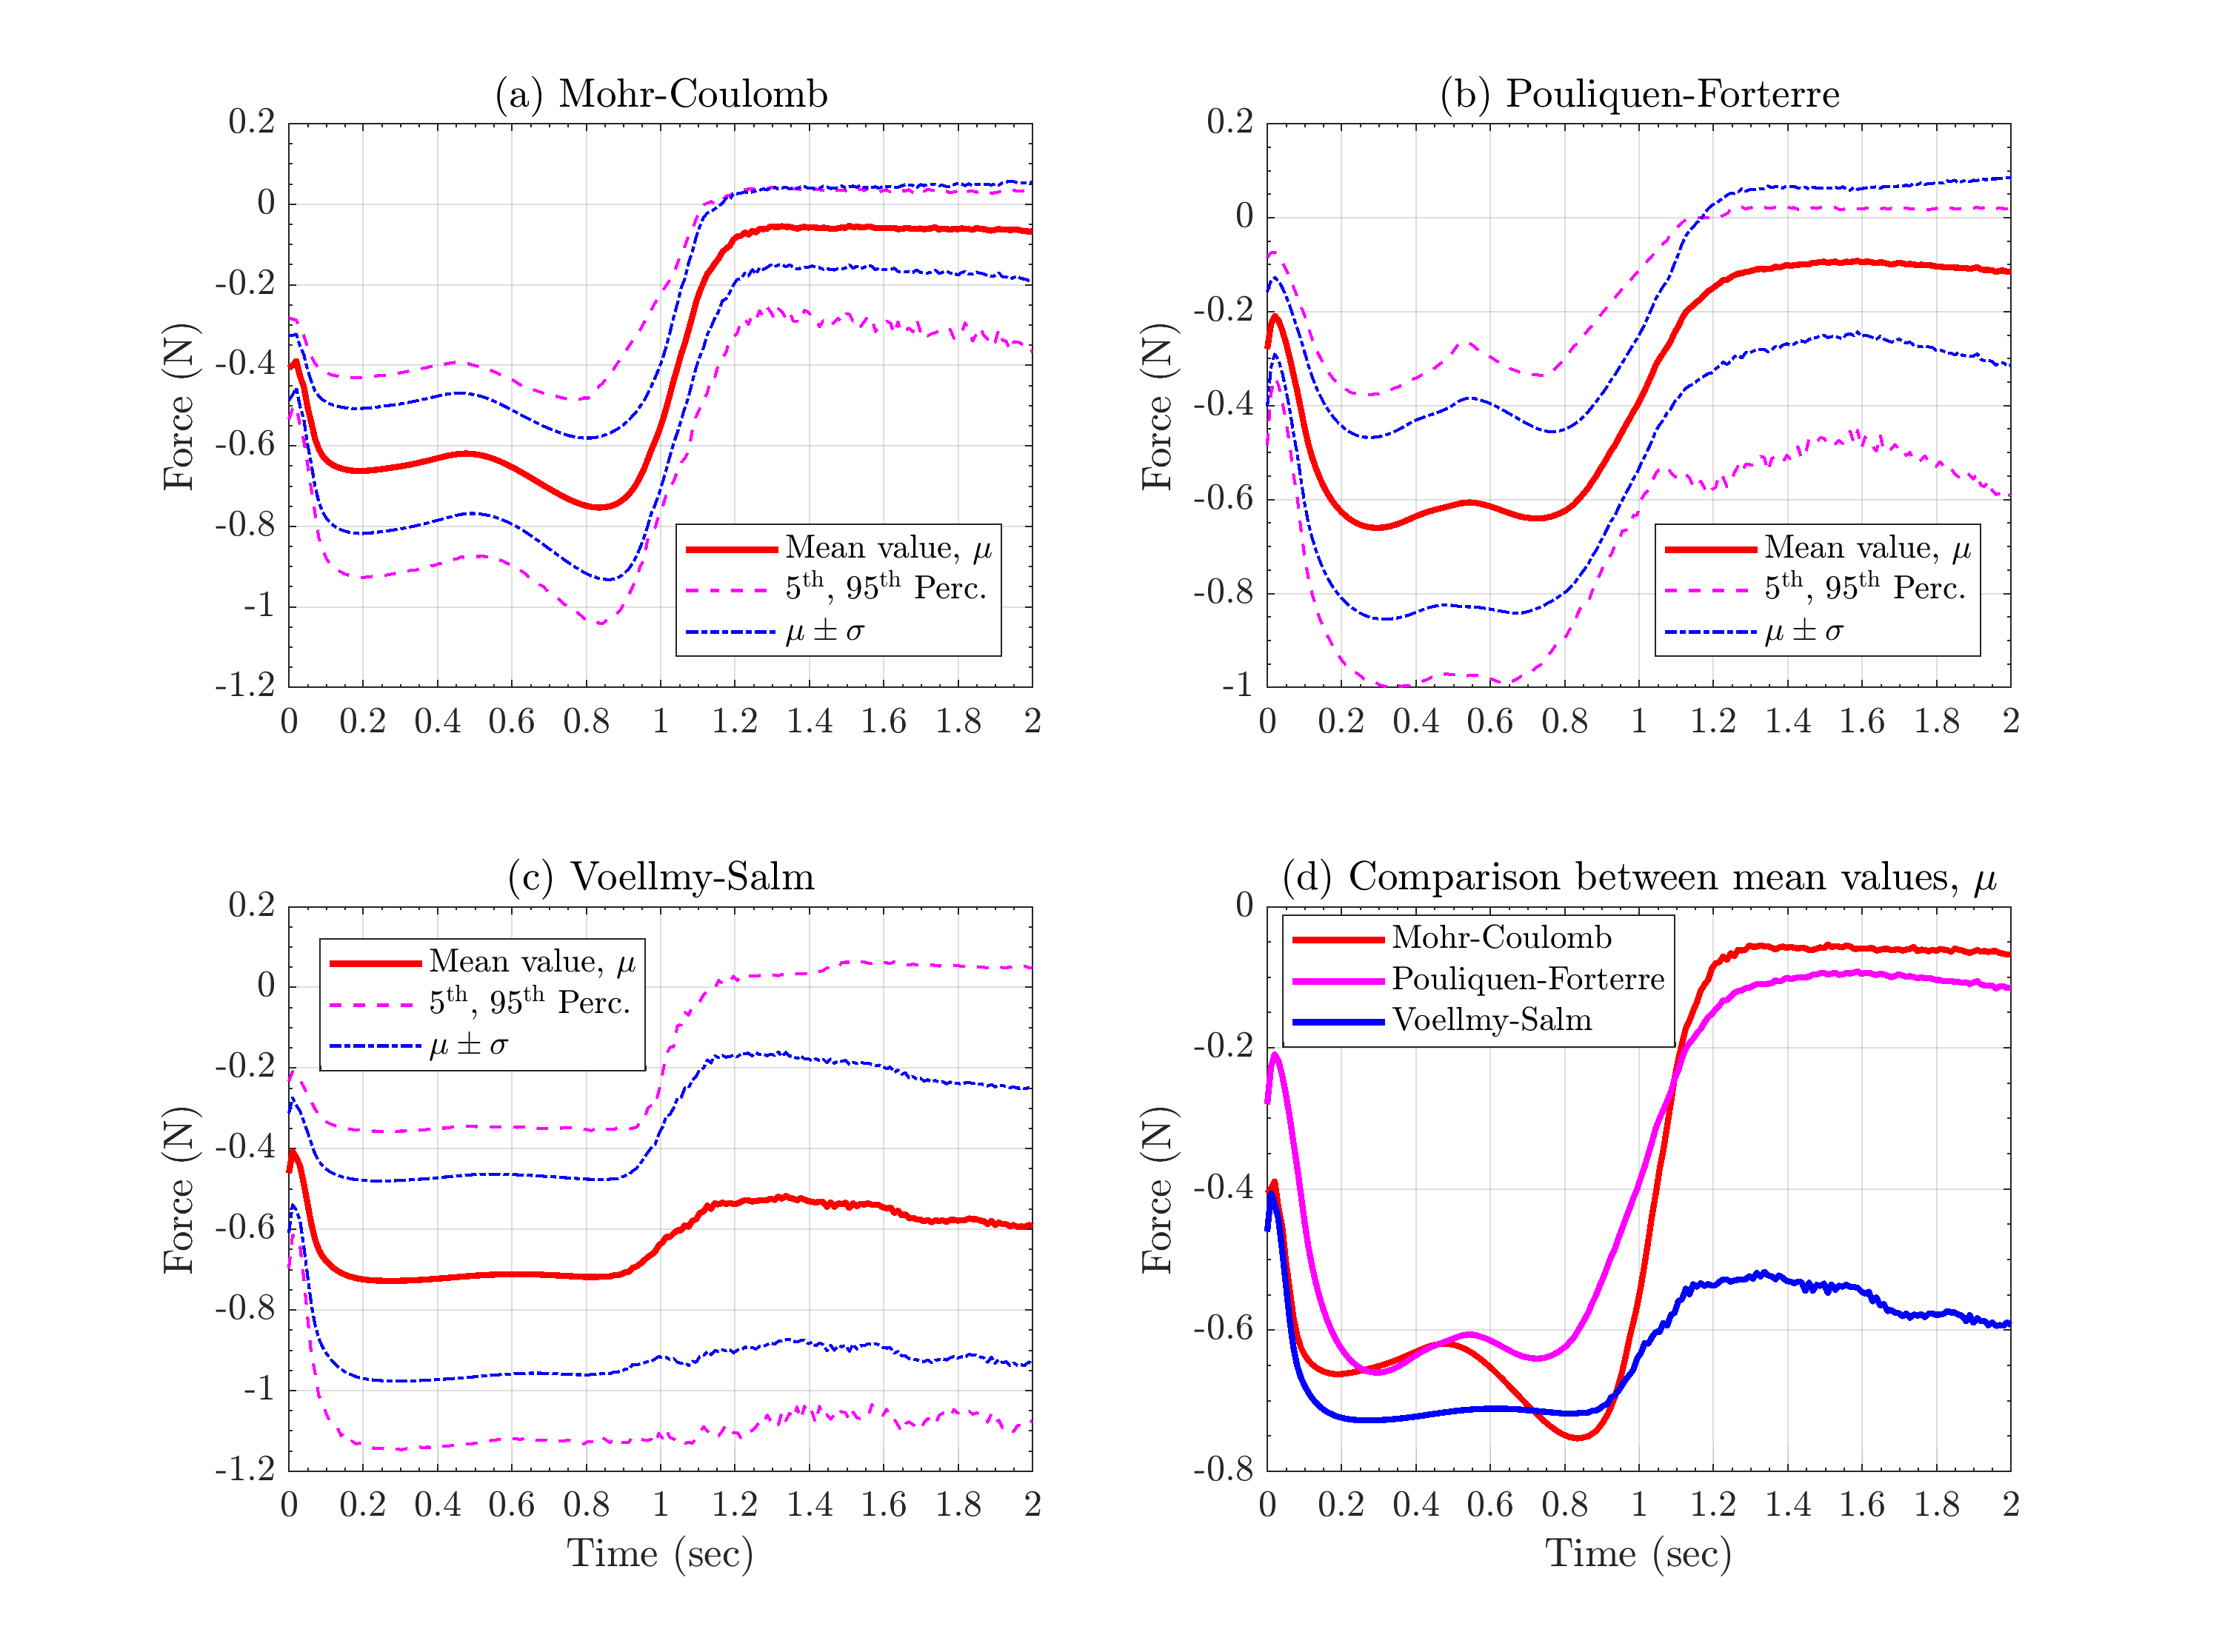 (a) Mohr-Coulomb
0.2
0
-0.2
-0.4
-0.6
-0.8
-1
-1.2
Force (N)
0 0.2 0.4 0.6 0.8 1 1.2 1.4 1.6 1.8 2
Mean value, μ
5th, 95th Perc.
μ ± σ
(b) Pouliquen-Forterre
0.2
0
-0.2
-0.4
-0.6
-0.8
-1
Force (N)
0 0.2 0.4 0.6 0.8 1 1.2 1.4 1.6 1.8 2
Mean value, μ
5th, 95th Perc.
μ ± σ
(c) Voellmy-Salm
0.2
0
-0.2
-0.4
-0.6
-0.8
-1
-1.2
Force (N)
Mean value, μ
5th, 95th Perc.
μ ± σ
0 0.2 0.4 0.6 0.8 1 1.2 1.4 1.6 1.8 2
Time (sec)
(d) Comparison between mean values, μ
0
-0.2
-0.4
-0.6
-0.8
Force (N)
Mohr-Coulomb
Pouliquen-Forterre
Voellmy-Salm
0 0.2 0.4 0.6 0.8 1 1.2 1.4 1.6 1.8 2
Time (sec)